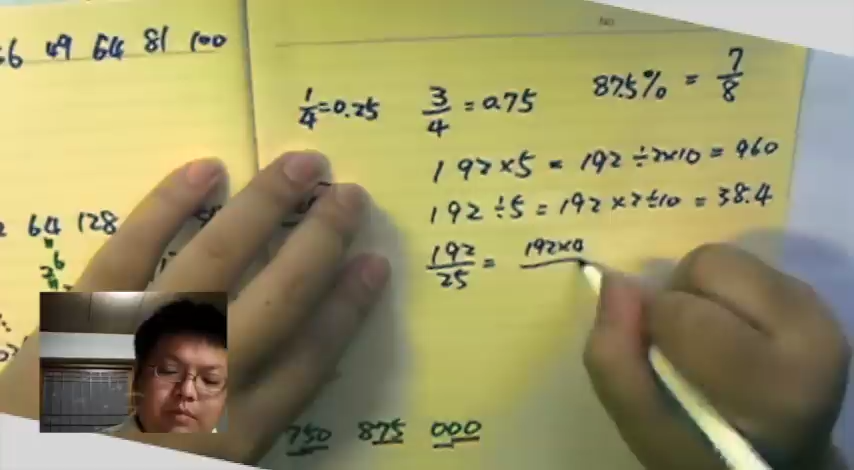 49 64 81 100
NO
1/4=0.25 3/4 = 0.75 87.5% = 7/8
192×5 = 192÷2×10 = 960
192÷5 = 192×2÷10 = 38.4
192/25 = 192×4
64 128
750 875 000